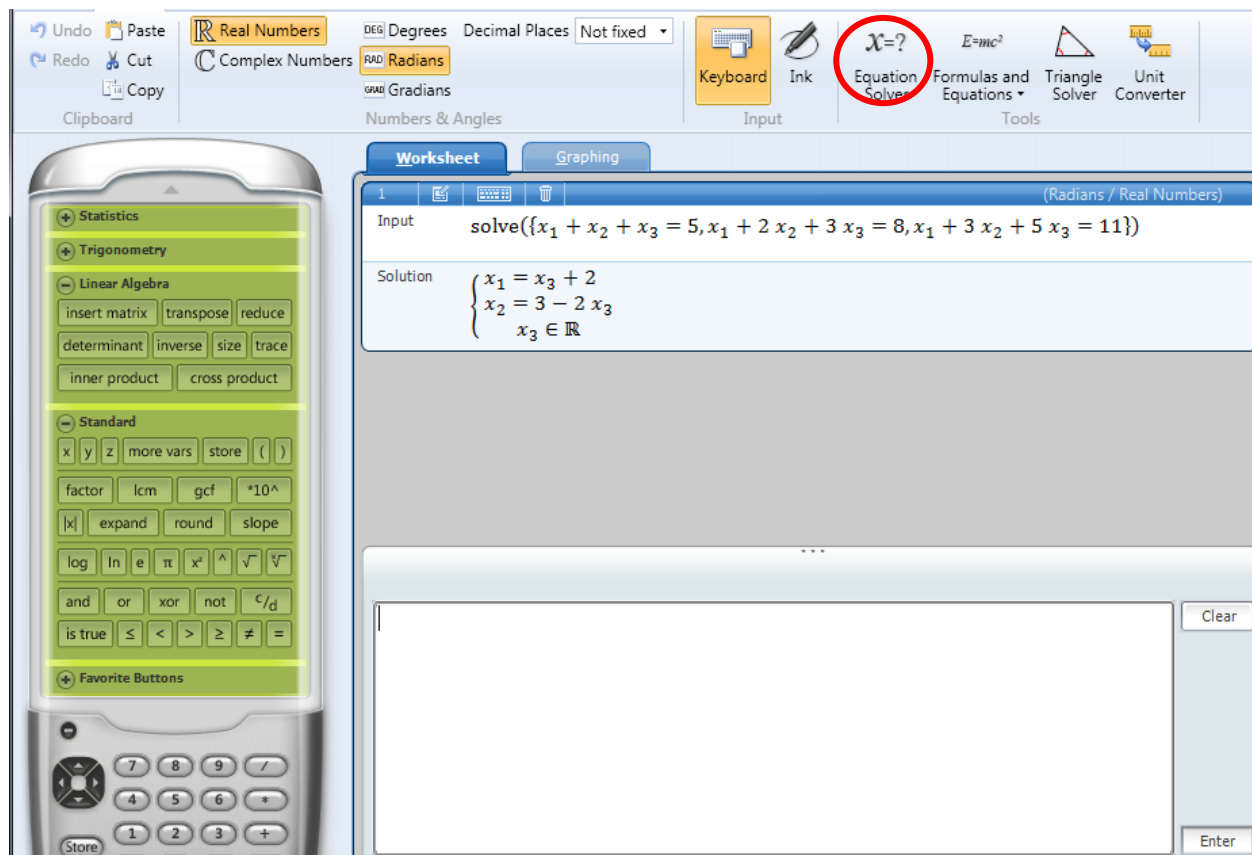 Undo Paste Real Numbers DEG Degrees Decimal Places Not fixed
Redo Cut Complex Numbers RAD Radians
Copy GRAD Gradians
Keyboard Ink
x=? E=mc²
Equation Solver Formulas and Equations Triangle Solver Unit Converter
Clipboard Numbers & Angles Input Tools
Worksheet Graphing
1 (Radians / Real Numbers)
Input solve({x₁ + x₂ + x₃ = 5, x₁ + 2 x₂ + 3 x₃ = 8, x₁ + 3 x₂ + 5 x₃ = 11})
Solution x₁ = x₃ + 2
x₂ = 3 − 2 x₃
x₃ ∈ ℝ
Statistics
Trigonometry
Linear Algebra
insert matrix transpose reduce
determinant inverse size trace
inner product cross product
Standard
x y z more vars store ( )
factor lcm gcf *10^
|x| expand round slope
log ln e π x² ^ √ ˣ√
and or xor not c/d
is true ≤ < > ≥ ≠ =
Favorite Buttons
7 8 9 /
4 5 6 *
1 2 3 +
Store
Clear
Enter